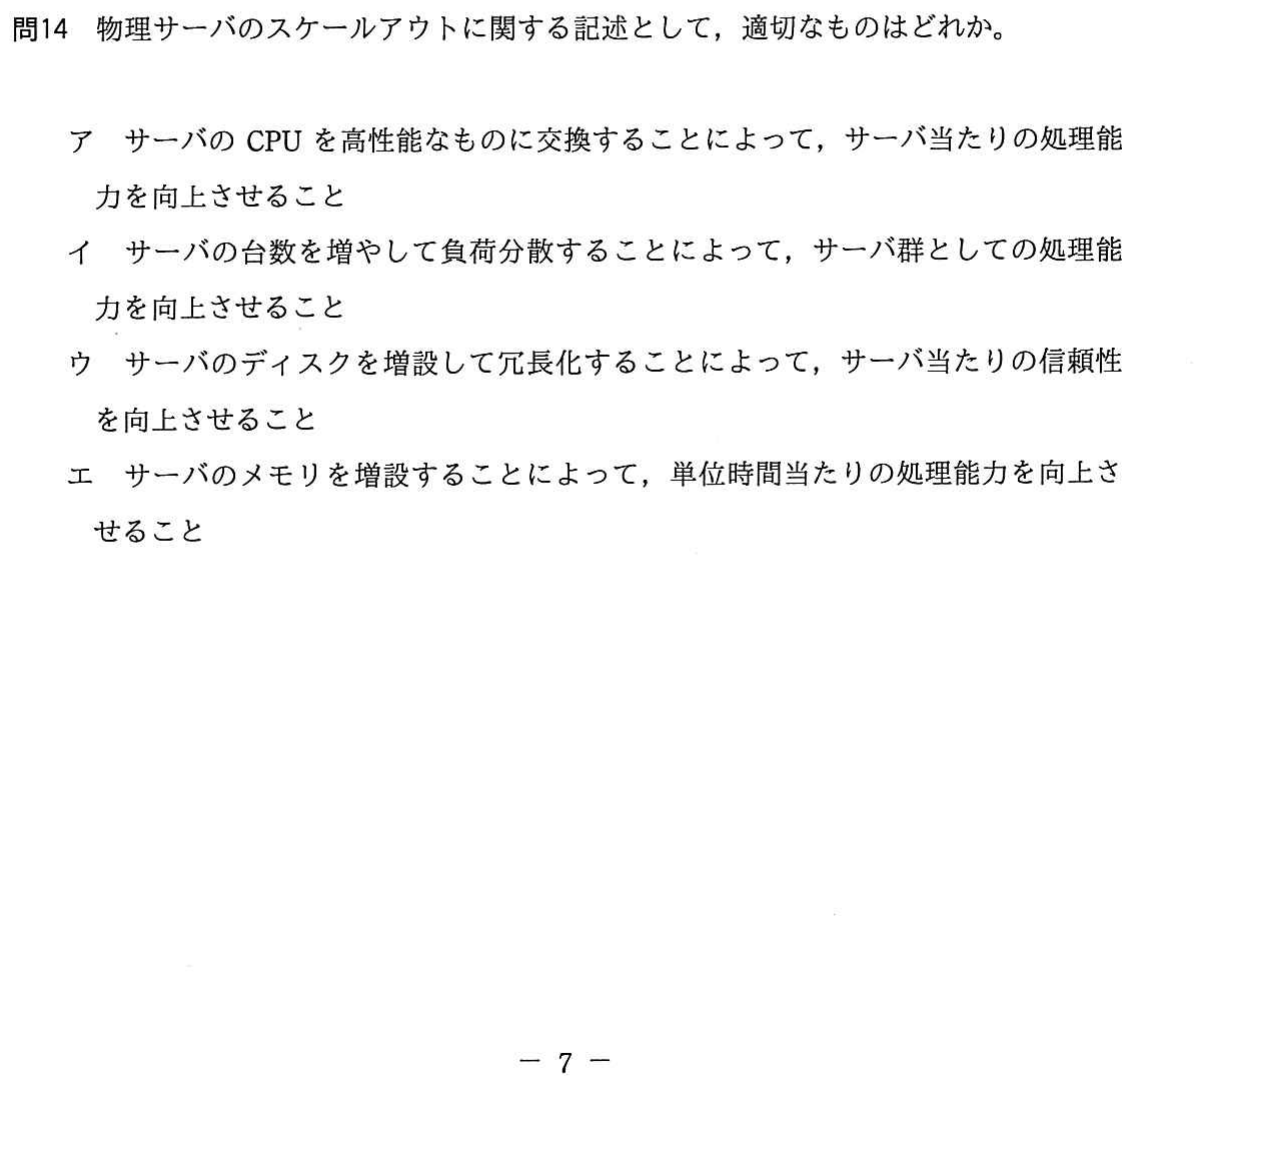 問14　物理サーバのスケールアウトに関する記述として，適切なものはどれか。
ア　サーバの CPU を高性能なものに交換することによって，サーバ当たりの処理能
力を向上させること
イ　サーバの台数を増やして負荷分散することによって，サーバ群としての処理能
力を向上させること
ウ　サーバのディスクを増設して冗長化することによって，サーバ当たりの信頼性
を向上させること
エ　サーバのメモリを増設することによって，単位時間当たりの処理能力を向上さ
せること
－ 7 －